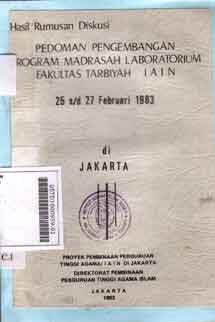 Hasil Rumusan Diskusi
PEDOMAN PENGEMBANGAN
PROGRAM MADRASAH LABORATORIUM
FAKULTAS TARBIYAH IAIN
25 s/d 27 Februari 1983
di
JAKARTA
C.1
PROYEK PEMBINAAN PERGURUAN
TINGGI AGAMA / IAIN DI JAKARTA
DIREKTORAT PEMBINAAN
PERGURUAN TINGGI AGAMA ISLAM
JAKARTA
1983